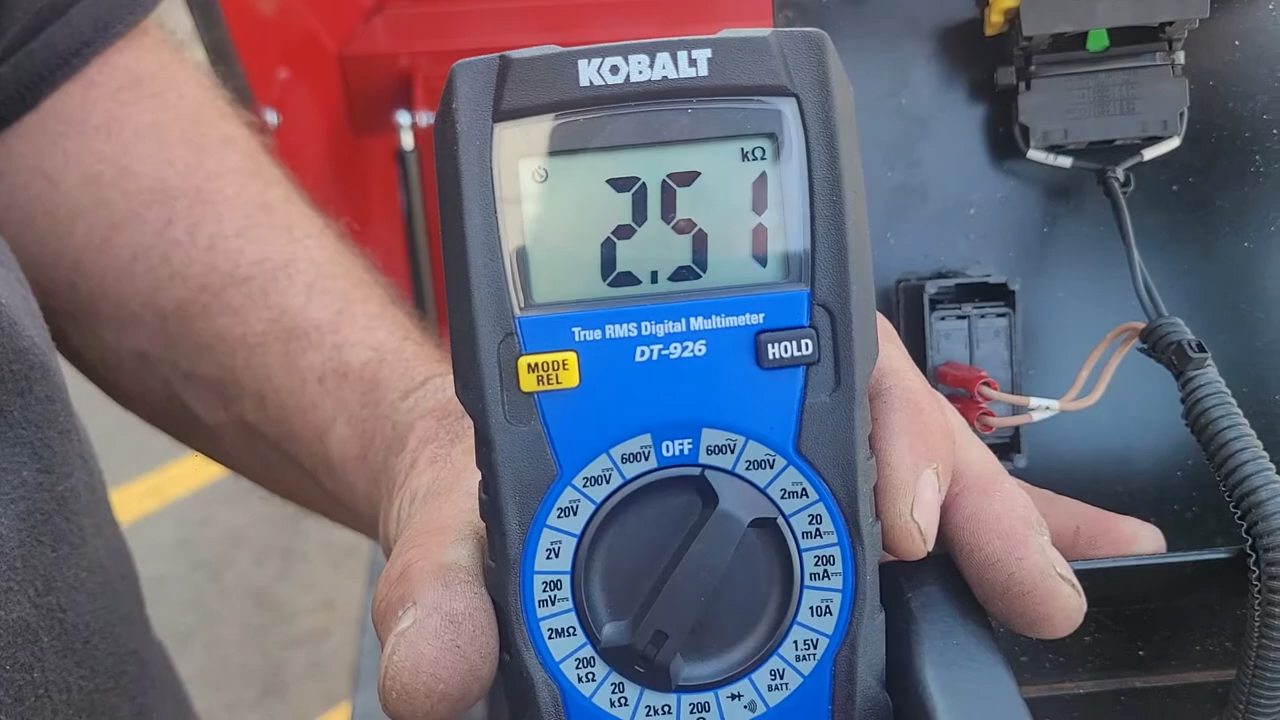 KOBALT
kΩ
2.51
True RMS Digital Multimeter
DT-926
MODE
REL
HOLD
OFF
600V
200V
20V
2V
200
mV
2MΩ
200
kΩ
20
kΩ
2kΩ
200
Ω
600V
200V
2mA
20
mA
200
mA
10A
1.5V
BATT.
9V
BATT.